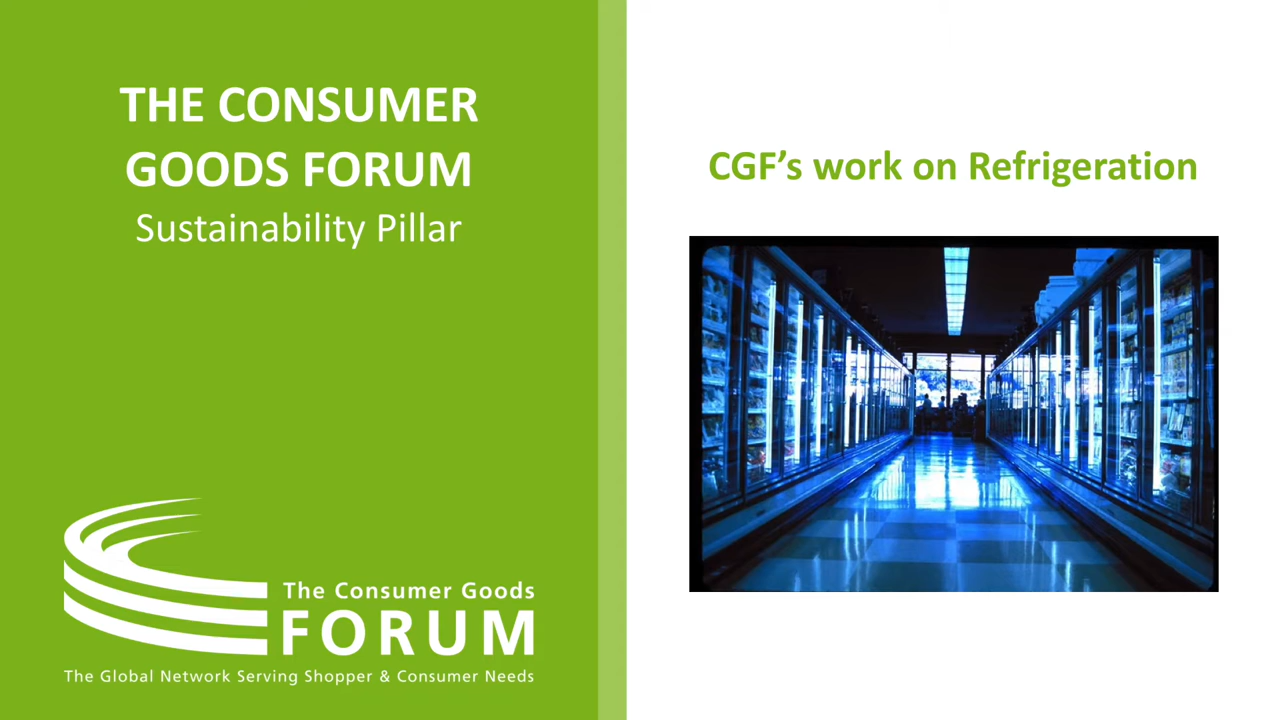 THE CONSUMER
GOODS FORUM
Sustainability Pillar
The Consumer Goods
FORUM
The Global Network Serving Shopper & Consumer Needs
CGF's work on Refrigeration